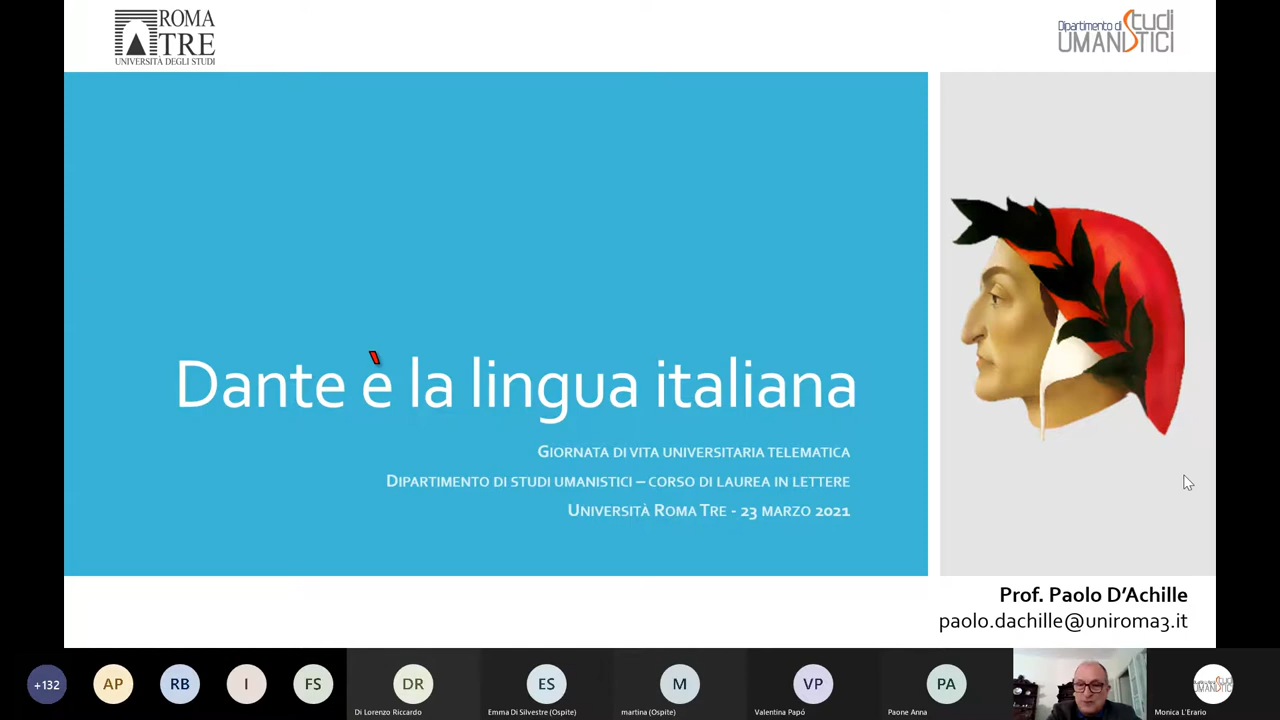 ROMA
TRE
UNIVERSITÀ DEGLI STUDI
Dipartimento di Studi
UMANISTICI
Dante è la lingua italiana
GIORNATA DI VITA UNIVERSITARIA TELEMATICA
DIPARTIMENTO DI STUDI UMANISTICI – CORSO DI LAUREA IN LETTERE
UNIVERSITÀ ROMA TRE - 23 MARZO 2021
Prof. Paolo D'Achille
paolo.dachille@uniroma3.it
+132
AP
RB
I
FS
DR
ES
M
VP
PA
Di Lorenzo Riccardo
Emma Di Silvestre (Ospite)
martina (Ospite)
Valentina Papó
Paone Anna
Monica L'Erario